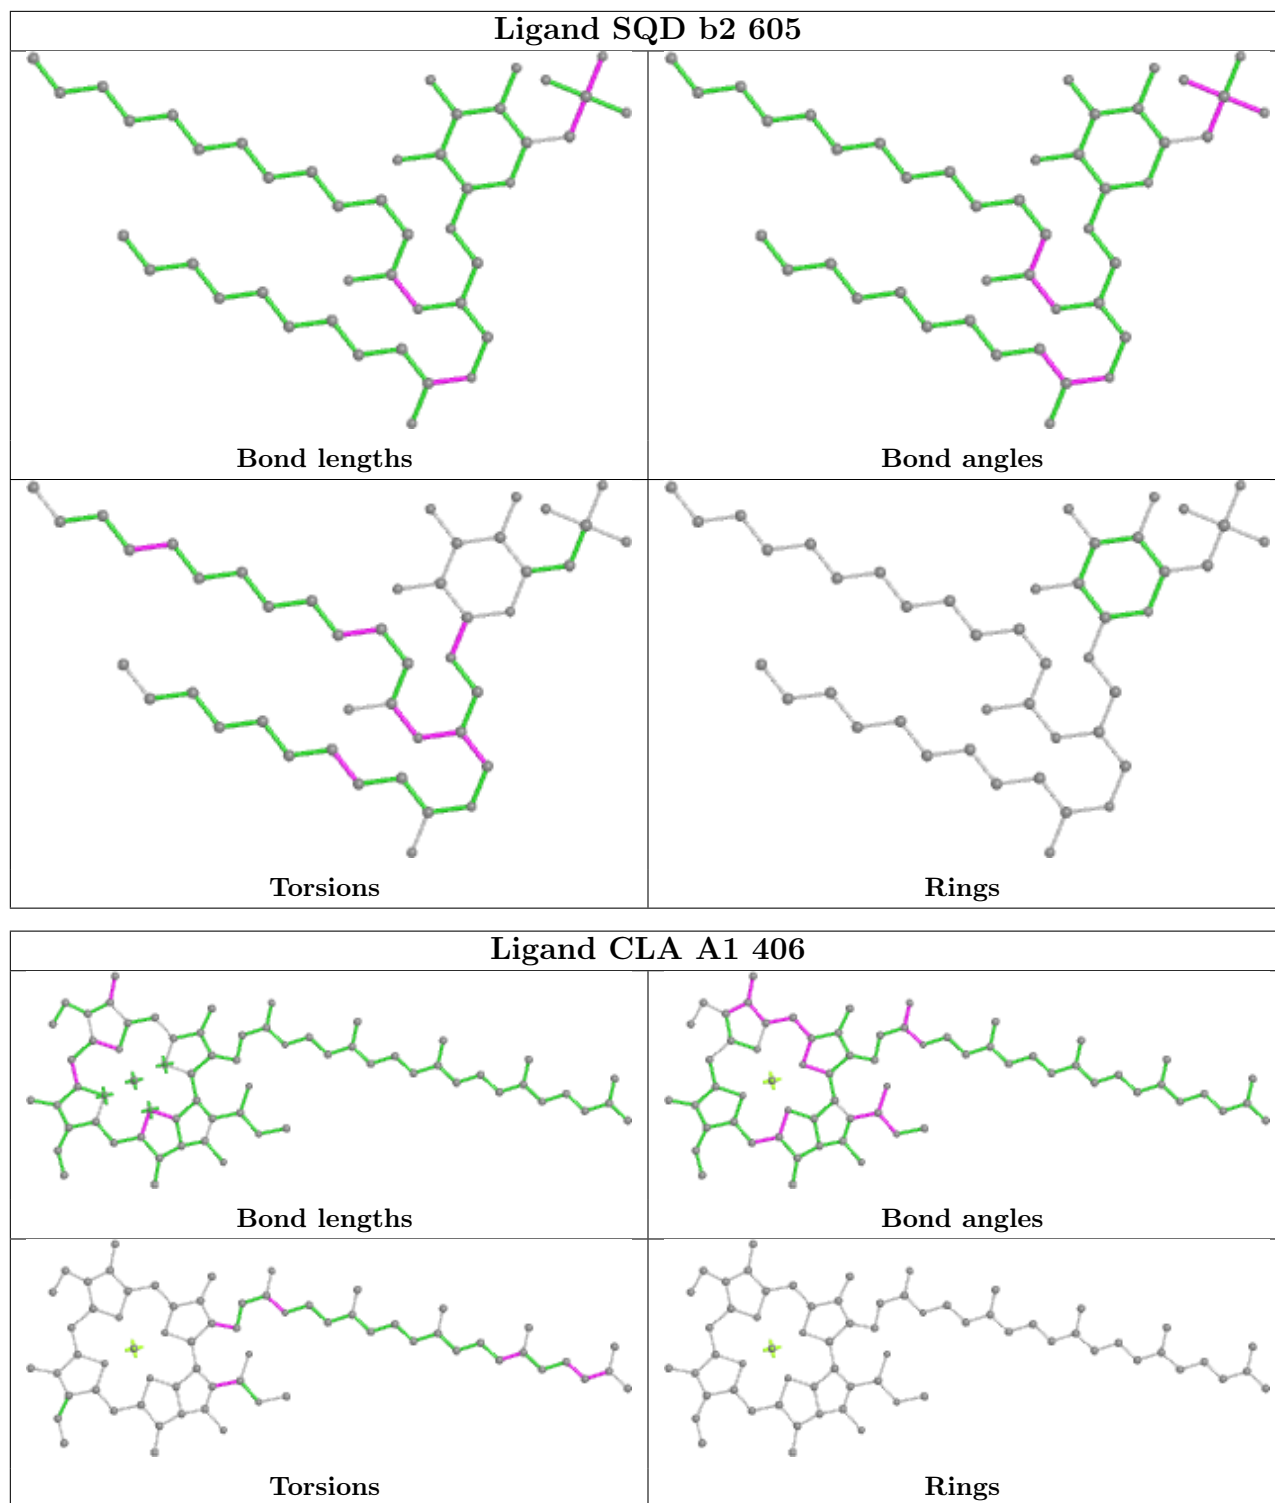 Ligand SQD b2 605
Bond lengths
Bond angles
Torsions
Rings
Ligand CLA A1 406
Bond lengths
Bond angles
Torsions
Rings